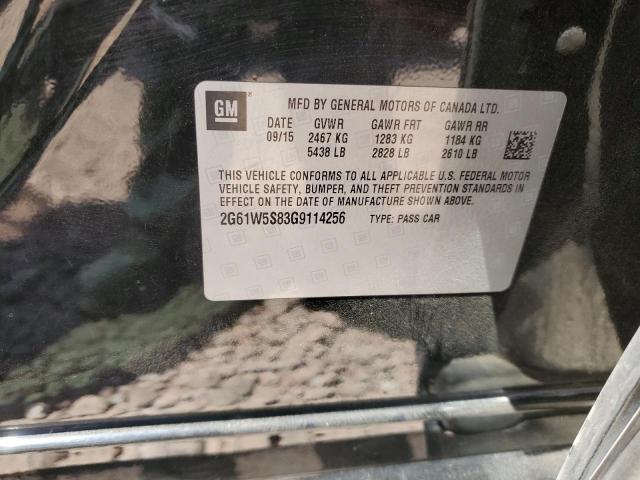 GM
MFD BY GENERAL MOTORS OF CANADA LTD.
DATE GVWR GAWR FRT GAWR RR
09/15 2467 KG 1283 KG 1184 KG
5438 LB 2828 LB 2610 LB
THIS VEHICLE CONFORMS TO ALL APPLICABLE U.S. FEDERAL MOTOR
VEHICLE SAFETY, BUMPER, AND THEFT PREVENTION STANDARDS IN
EFFECT ON THE DATE OF MANUFACTURE SHOWN ABOVE.
2G61W5S83G9114256 TYPE: PASS CAR